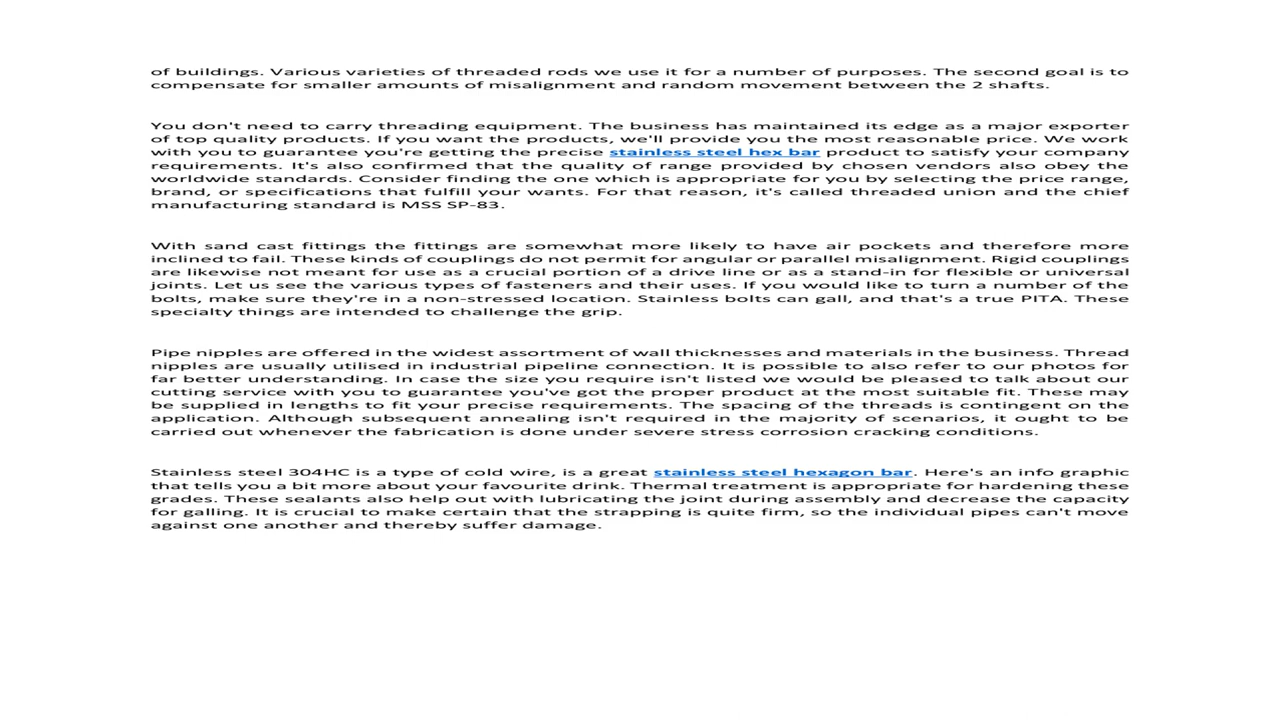 of buildings. Various varieties of threaded rods we use it for a number of purposes. The second goal is to
compensate for smaller amounts of misalignment and random movement between the 2 shafts.
You don't need to carry threading equipment. The business has maintained its edge as a major exporter
of top quality products. If you want the products, we'll provide you the most reasonable price. We work
with you to guarantee you're getting the precise stainless steel hex bar product to satisfy your company
requirements. It's also confirmed that the quality of range provided by chosen vendors also obey the
worldwide standards. Consider finding the one which is appropriate for you by selecting the price range,
brand, or specifications that fulfill your wants. For that reason, it's called threaded union and the chief
manufacturing standard is MSS SP-83.
With sand cast fittings the fittings are somewhat more likely to have air pockets and therefore more
inclined to fail. These kinds of couplings do not permit for angular or parallel misalignment. Rigid couplings
are likewise not meant for use as a crucial portion of a drive line or as a stand-in for flexible or universal
joints. Let us see the various types of fasteners and their uses. If you would like to turn a number of the
bolts, make sure they're in a non-stressed location. Stainless bolts can gall, and that's a true PITA. These
specialty things are intended to challenge the grip.
Pipe nipples are offered in the widest assortment of wall thicknesses and materials in the business. Thread
nipples are usually utilised in industrial pipeline connection. It is possible to also refer to our photos for
far better understanding. In case the size you require isn't listed we would be pleased to talk about our
cutting service with you to guarantee you've got the proper product at the most suitable fit. These may
be supplied in lengths to fit your precise requirements. The spacing of the threads is contingent on the
application. Although subsequent annealing isn't required in the majority of scenarios, it ought to be
carried out whenever the fabrication is done under severe stress corrosion cracking conditions.
Stainless steel 304HC is a type of cold wire, is a great stainless steel hexagon bar. Here's an info graphic
that tells you a bit more about your favourite drink. Thermal treatment is appropriate for hardening these
grades. These sealants also help out with lubricating the joint during assembly and decrease the capacity
for galling. It is crucial to make certain that the strapping is quite firm, so the individual pipes can't move
against one another and thereby suffer damage.